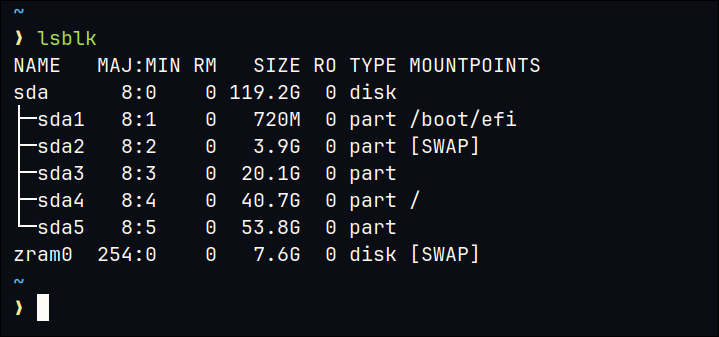 ~
❯ lsblk
NAME   MAJ:MIN RM   SIZE RO TYPE MOUNTPOINTS
sda      8:0    0 119.2G  0 disk
├─sda1   8:1    0   720M  0 part /boot/efi
├─sda2   8:2    0   3.9G  0 part [SWAP]
├─sda3   8:3    0  20.1G  0 part
├─sda4   8:4    0  40.7G  0 part /
└─sda5   8:5    0  53.8G  0 part
zram0  254:0    0   7.6G  0 disk [SWAP]
~
❯